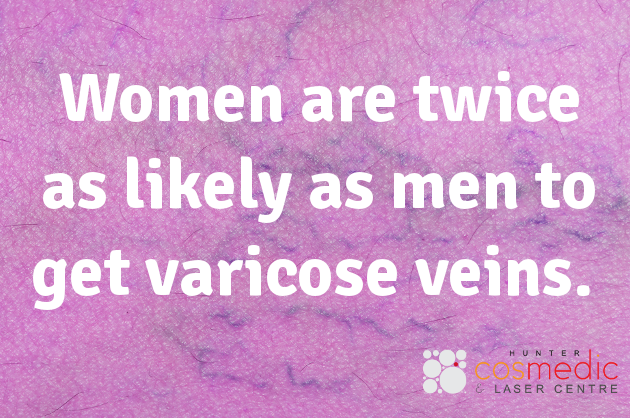 Women are twice
as likely as men to
get varicose veins.
HUNTER
cosmedic
& LASER CENTRE